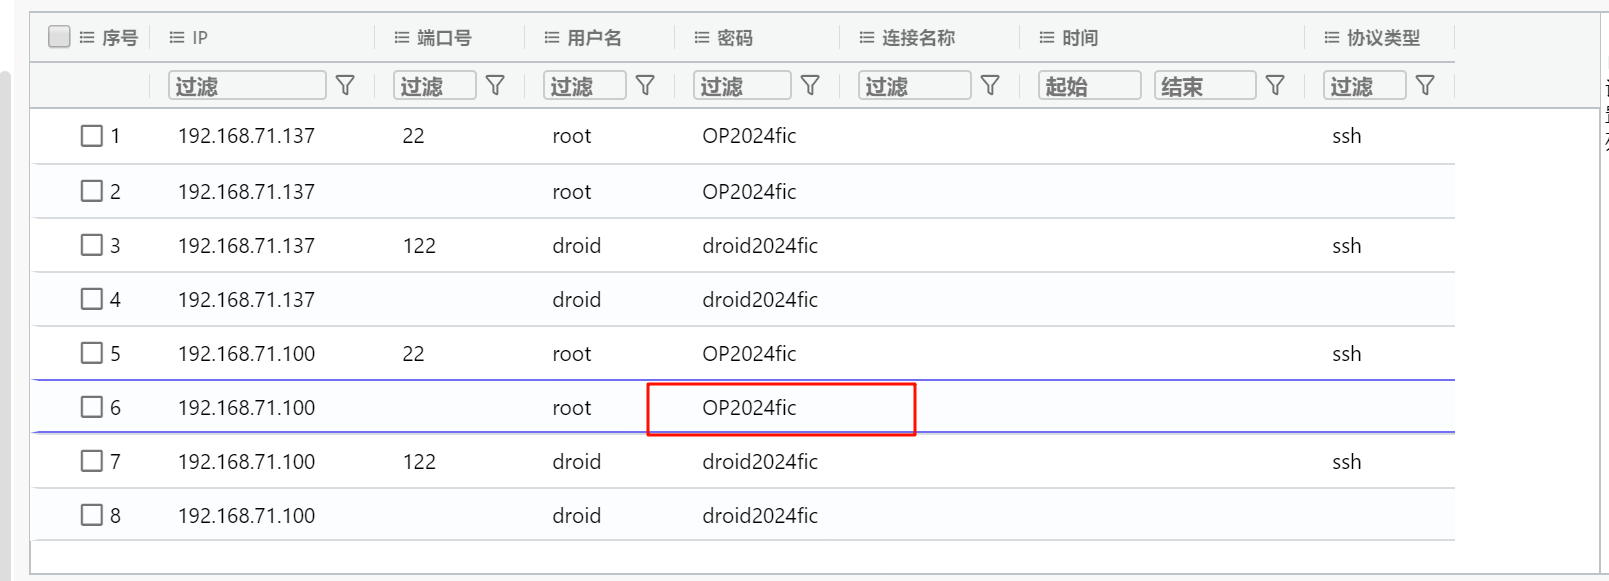 序号 IP 端口号 用户名 密码 连接名称 时间 协议类型
过滤 过滤 过滤 过滤 过滤 起始 结束 过滤
1 192.168.71.137 22 root OP2024fic ssh
2 192.168.71.137 root OP2024fic
3 192.168.71.137 122 droid droid2024fic ssh
4 192.168.71.137 droid droid2024fic
5 192.168.71.100 22 root OP2024fic ssh
6 192.168.71.100 root OP2024fic
7 192.168.71.100 122 droid droid2024fic ssh
8 192.168.71.100 droid droid2024fic